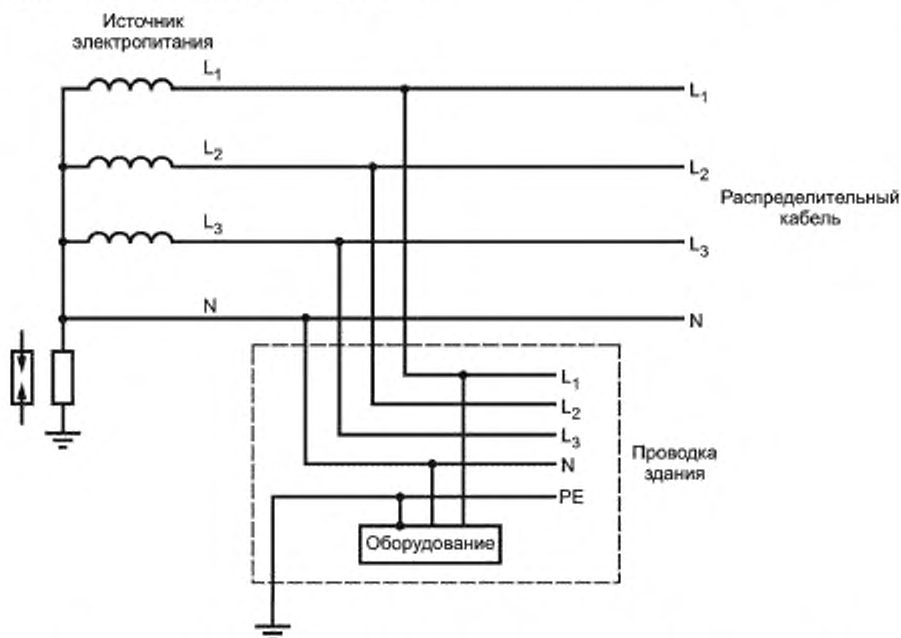 Источник
электропитания
L1
L1
L2
L2
Распределительный
кабель
L3
L3
N
N
L1
L2
L3
Проводка
здания
N
PE
Оборудование